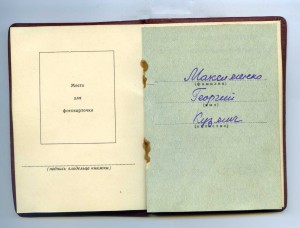 Место
для
фотокарточки
(подпись владельца книжки)
Максименко
(фамилия)
Георгий
(имя)
Кузьмич
(отчество)